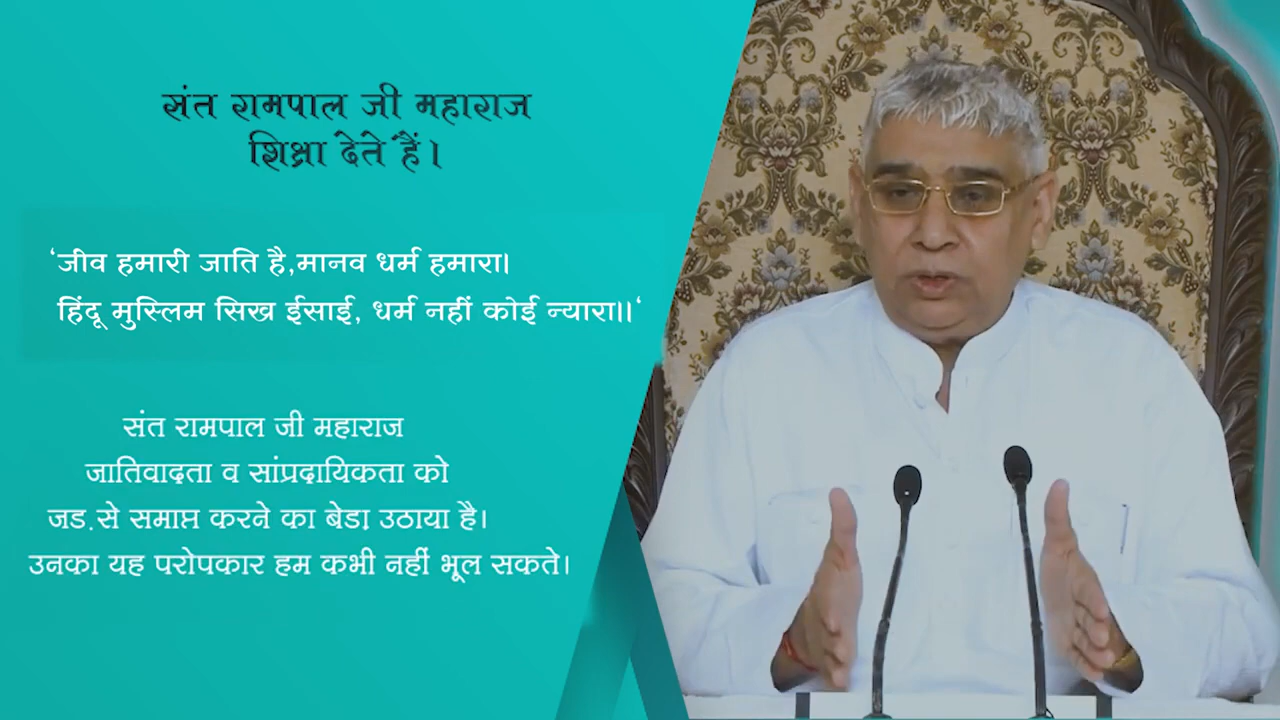 संत रामपाल जी महाराज
शिक्षा देते हैं।
‘जीव हमारी जाति है,मानव धर्म हमारा।
हिंदू मुस्लिम सिख ईसाई, धर्म नहीं कोई न्यारा।।‘
संत रामपाल जी महाराज
जातिवादता व सांप्रदायिकता को
जड.से समाप्त करने का बेडा़ उठाया है।
उनका यह परोपकार हम कभी नहीं भूल सकते।